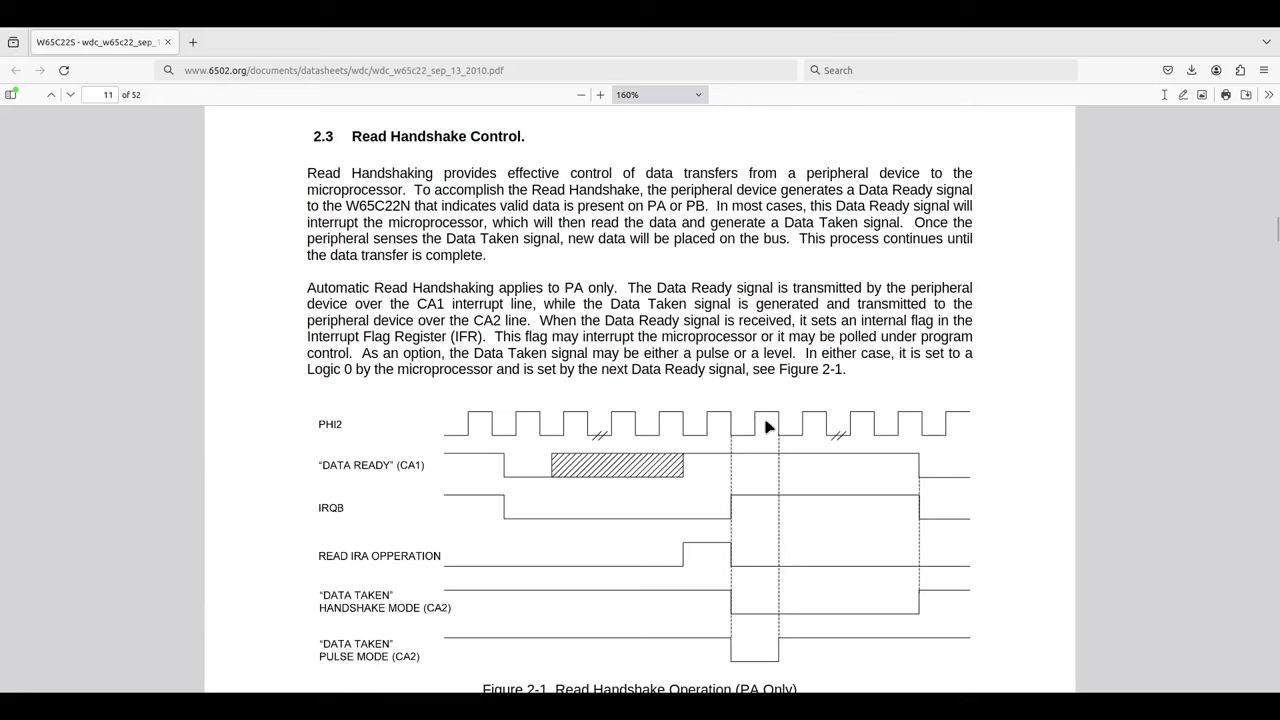 W65C22S - wdc_w65c22_sep_1
www.6502.org/documents/datasheets/wdc/wdc_w65c22_sep_13_2010.pdf
Search
11 of 52
160%
2.3 Read Handshake Control.
Read Handshaking provides effective control of data transfers from a peripheral device to the
microprocessor. To accomplish the Read Handshake, the peripheral device generates a Data Ready signal
to the W65C22N that indicates valid data is present on PA or PB. In most cases, this Data Ready signal will
interrupt the microprocessor, which will then read the data and generate a Data Taken signal. Once the
peripheral senses the Data Taken signal, new data will be placed on the bus. This process continues until
the data transfer is complete.
Automatic Read Handshaking applies to PA only. The Data Ready signal is transmitted by the peripheral
device over the CA1 interrupt line, while the Data Taken signal is generated and transmitted to the
peripheral device over the CA2 line. When the Data Ready signal is received, it sets an internal flag in the
Interrupt Flag Register (IFR). This flag may interrupt the microprocessor or it may be polled under program
control. As an option, the Data Taken signal may be either a pulse or a level. In either case, it is set to a
Logic 0 by the microprocessor and is set by the next Data Ready signal, see Figure 2-1.
PHI2
“DATA READY” (CA1)
IRQB
READ IRA OPPERATION
“DATA TAKEN”
HANDSHAKE MODE (CA2)
“DATA TAKEN”
PULSE MODE (CA2)
Figure 2-1 Read Handshake Operation (PA Only)